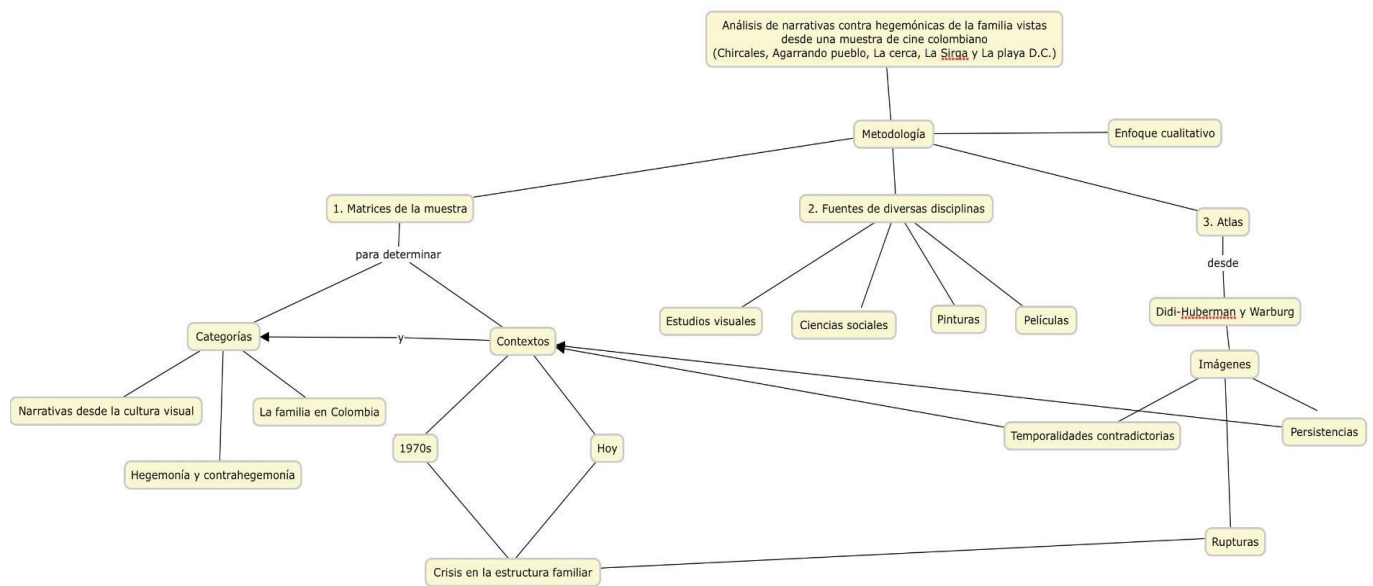 Análisis de narrativas contra hegemónicas de la familia vistas
desde una muestra de cine colombiano
(Chircales, Agarrando pueblo, La cerca, La Sirga y La playa D.C.)
Metodología
Enfoque cualitativo
1. Matrices de la muestra
2. Fuentes de diversas disciplinas
3. Atlas
para determinar
desde
Estudios visuales
Ciencias sociales
Pinturas
Películas
Didi-Huberman y Warburg
Categorías
y
Contextos
Imágenes
Narrativas desde la cultura visual
La familia en Colombia
Hegemonía y contrahegemonía
1970s
Hoy
Temporalidades contradictorias
Persistencias
Rupturas
Crisis en la estructura familiar